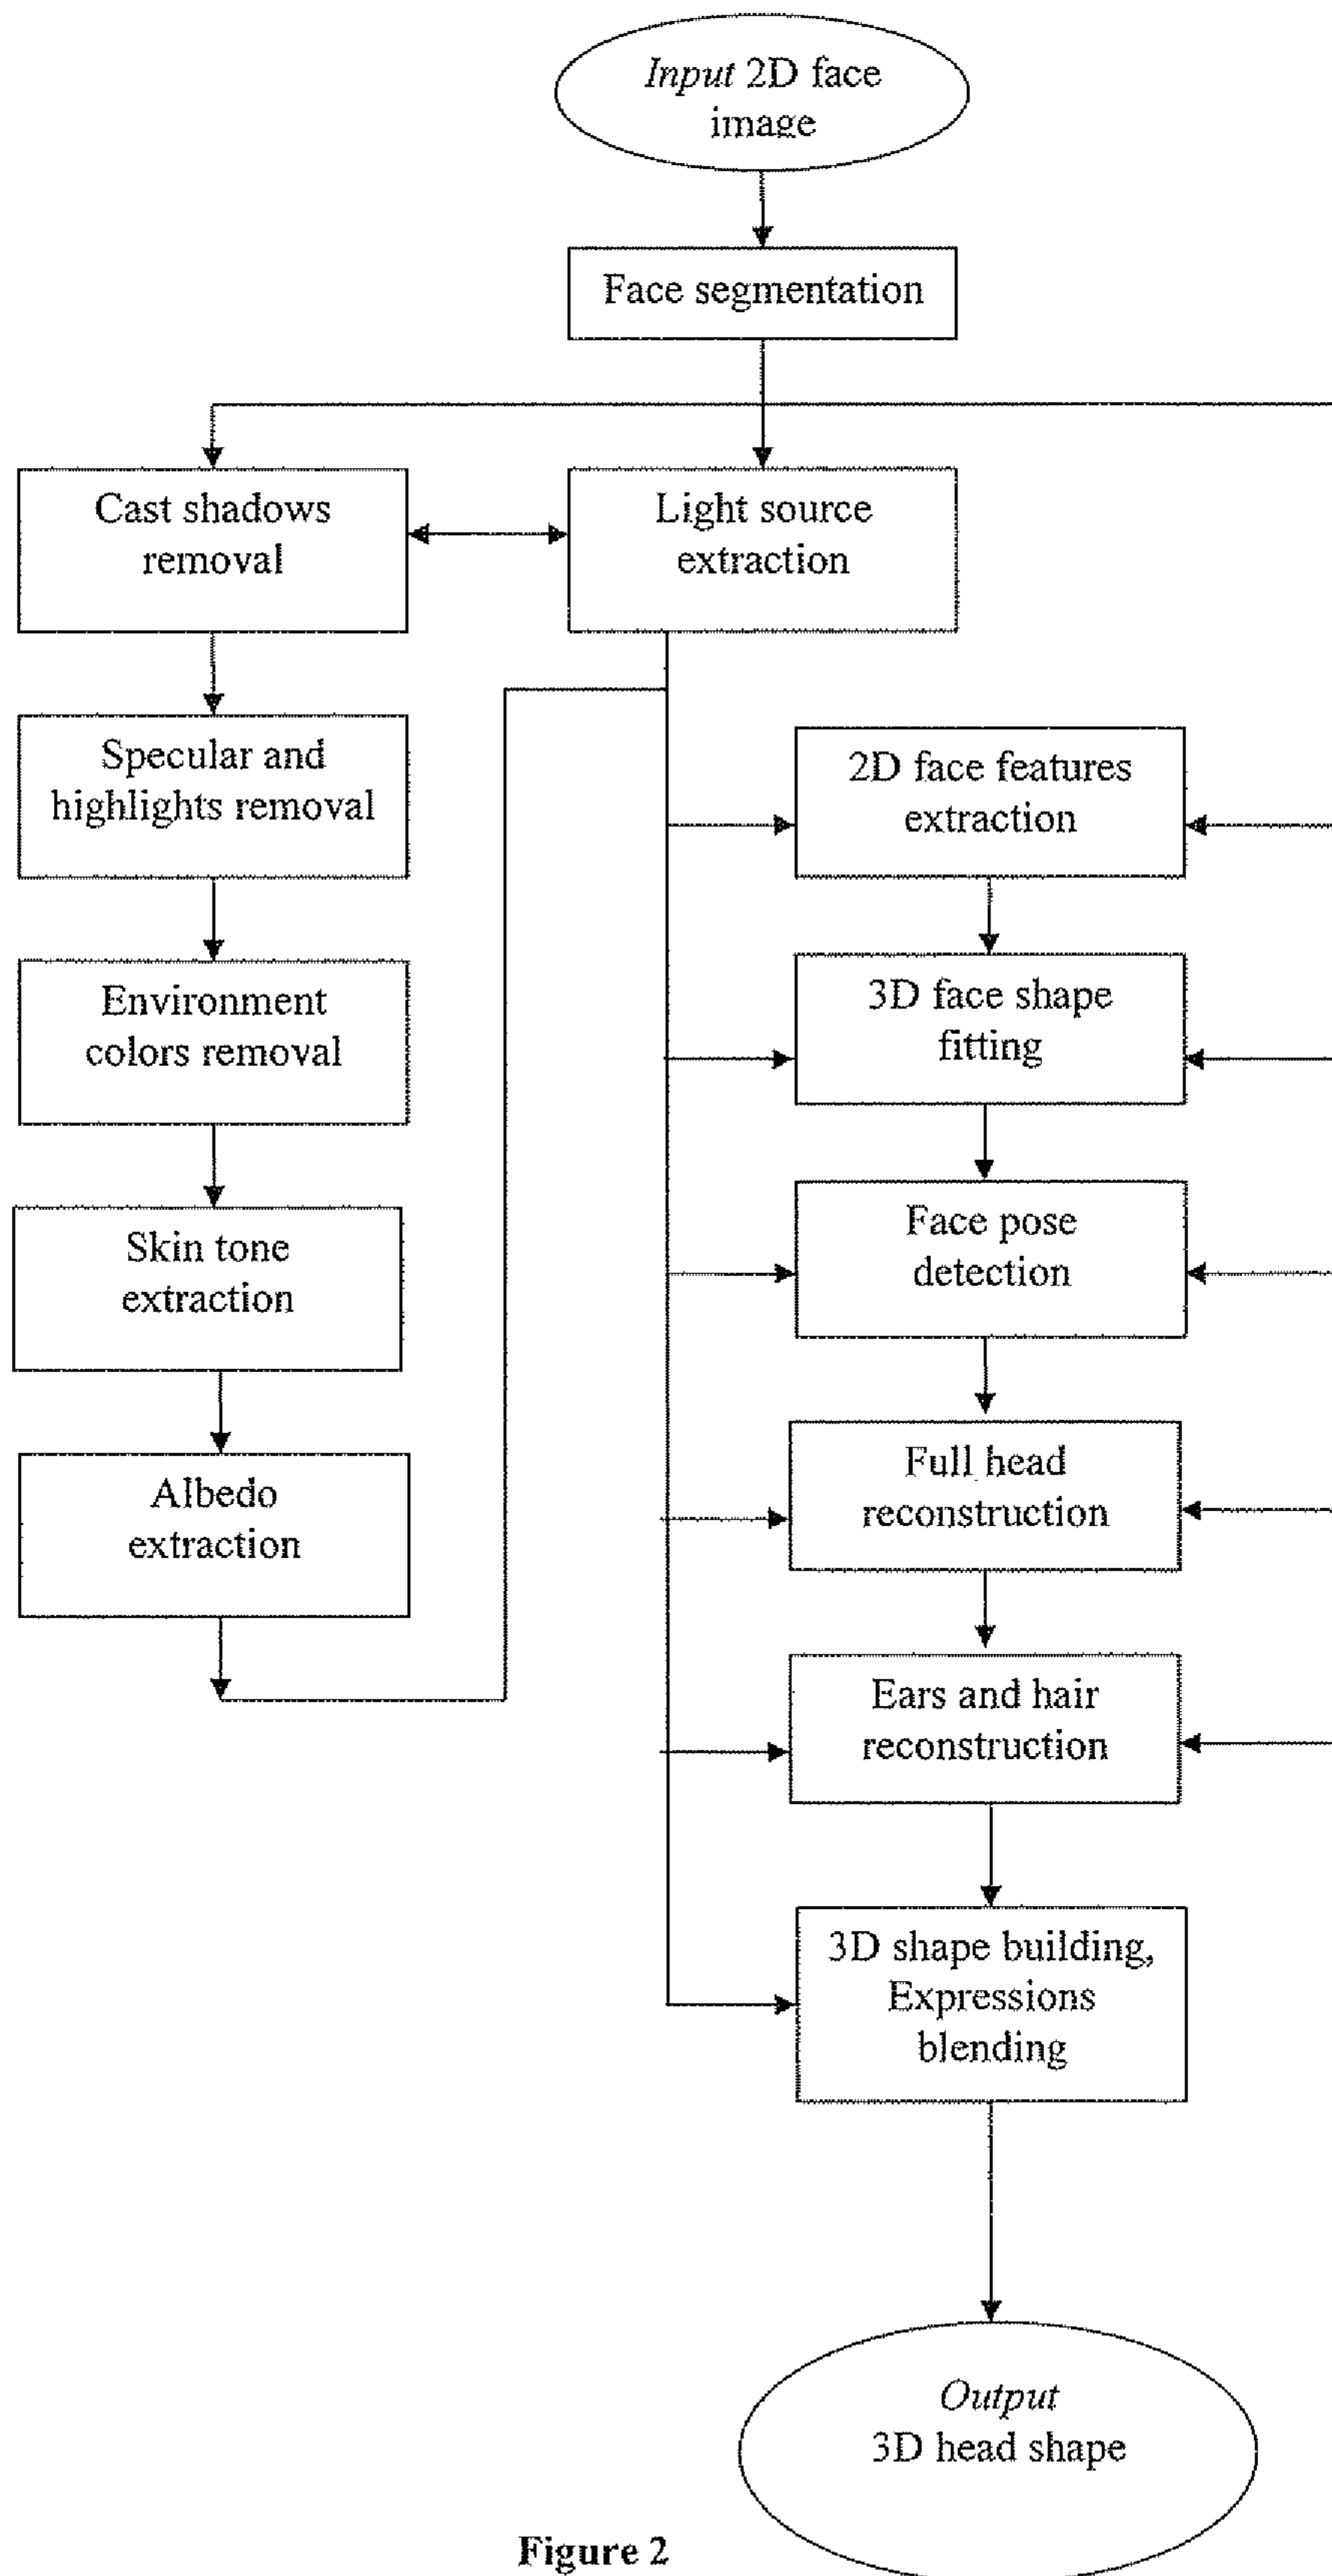 Input 2D face
image
Face segmentation
Cast shadows
removal
Light source
extraction
Specular and
highlights removal
2D face features
extraction
Environment
colors removal
3D face shape
fitting
Skin tone
extraction
Face pose
detection
Albedo
extraction
Full head
reconstruction
Ears and hair
reconstruction
3D shape building,
Expressions
blending
Output
3D head shape
Figure 2